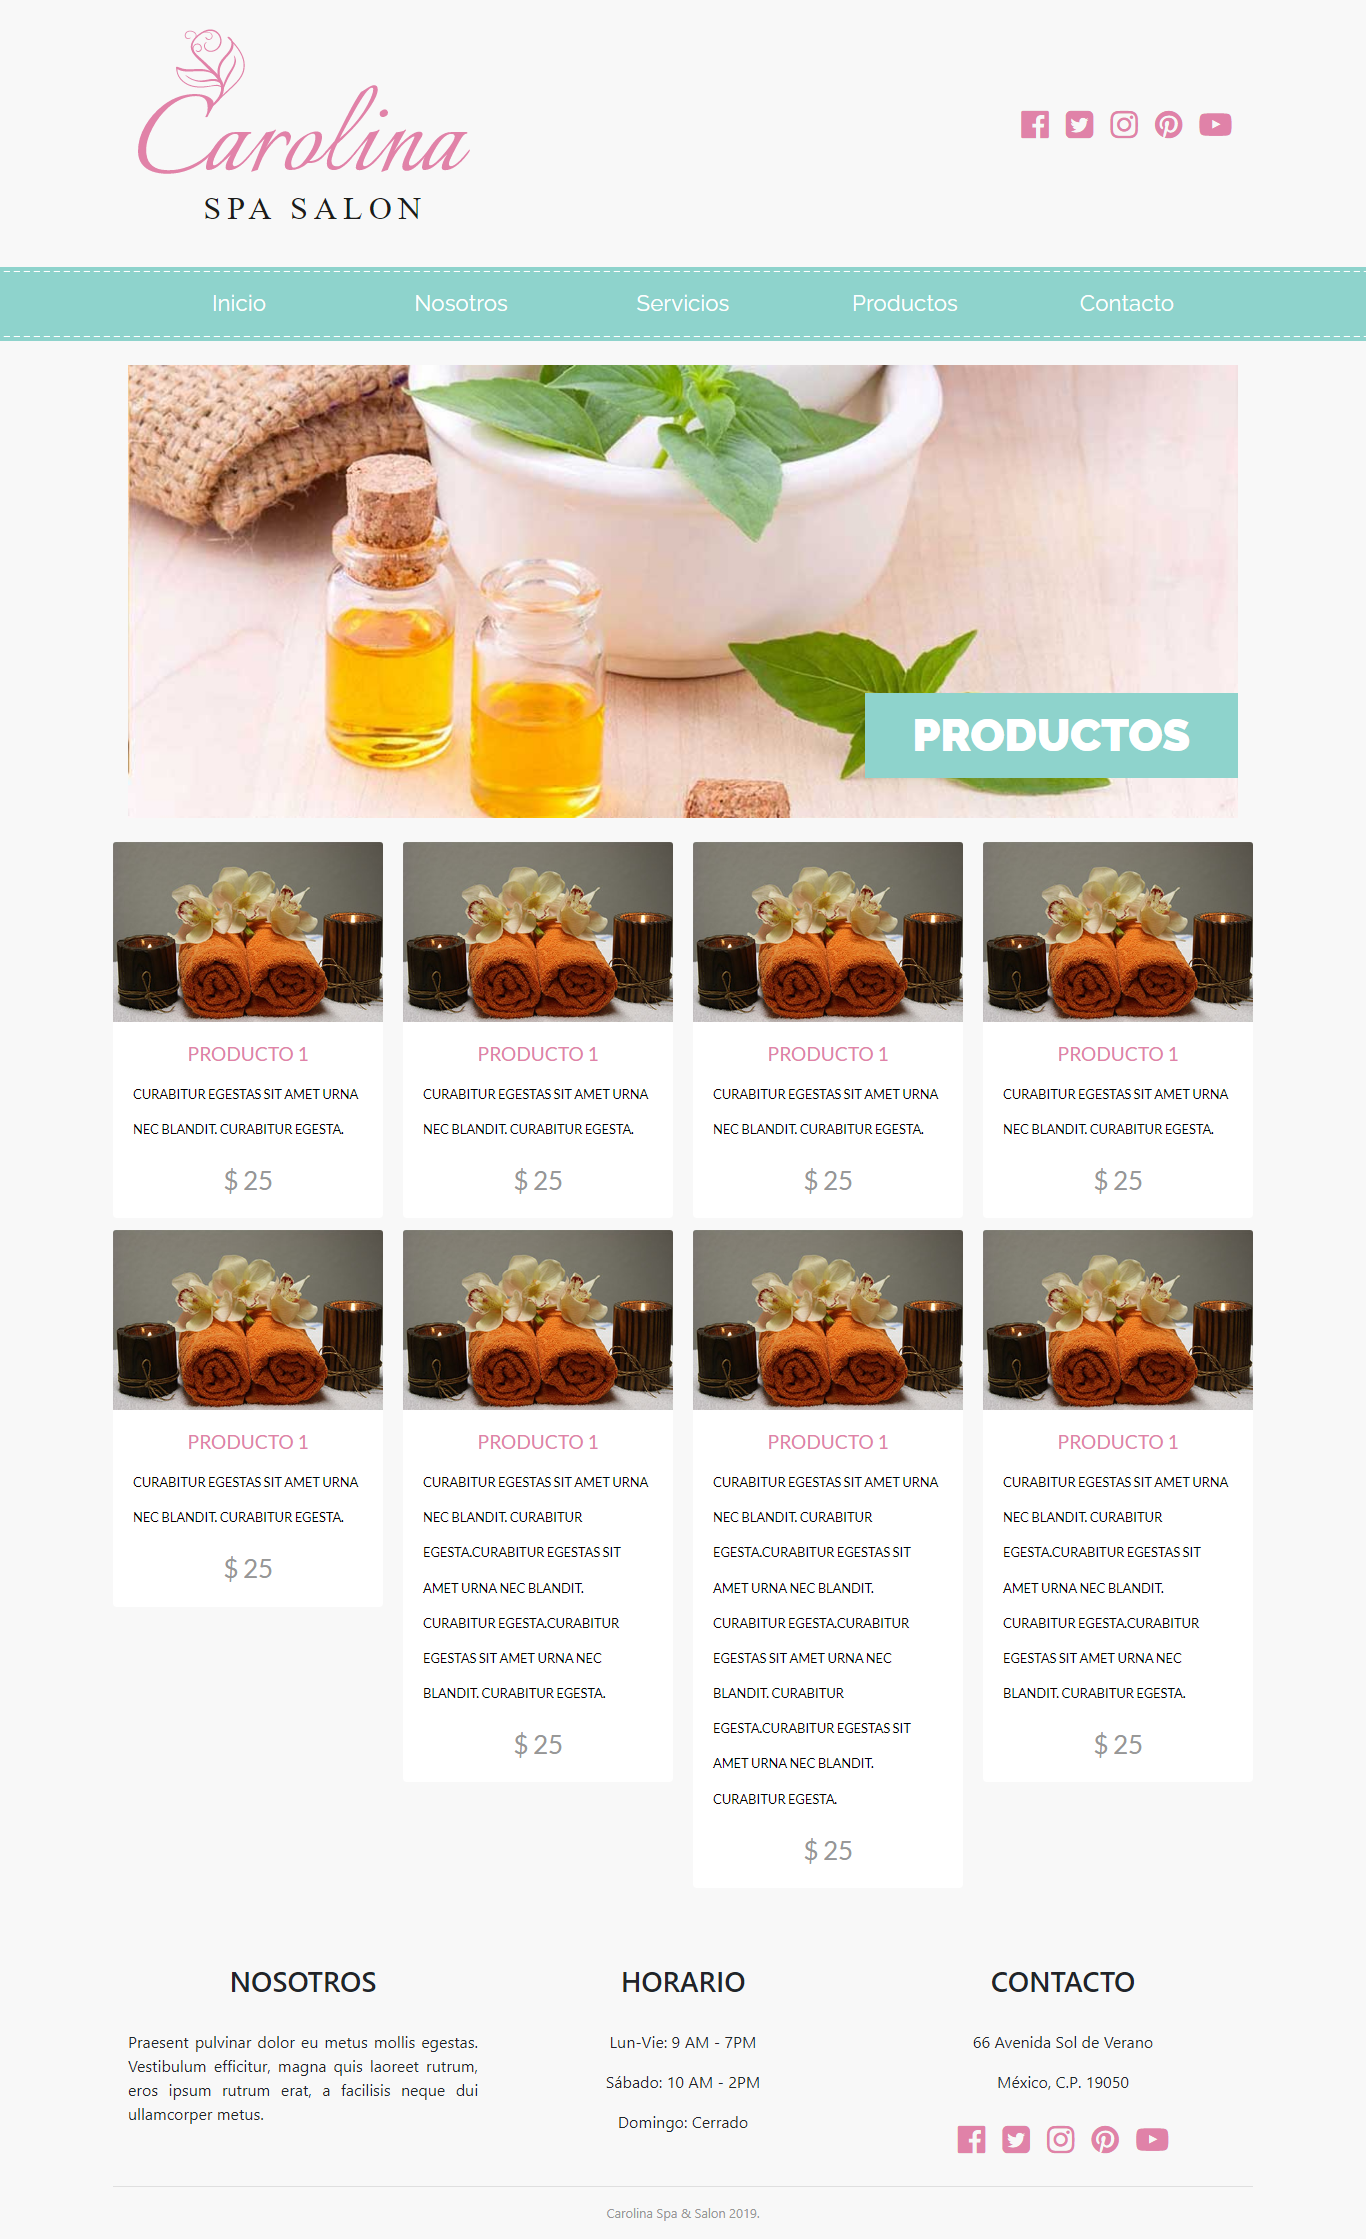 Carolina
SPA SALON
Inicio Nosotros Servicios Productos Contacto
PRODUCTOS
PRODUCTO 1
CURABITUR EGESTAS SIT AMET URNA
NEC BLANDIT. CURABITUR EGESTA.
$ 25
PRODUCTO 1
CURABITUR EGESTAS SIT AMET URNA
NEC BLANDIT. CURABITUR EGESTA.
$ 25
PRODUCTO 1
CURABITUR EGESTAS SIT AMET URNA
NEC BLANDIT. CURABITUR EGESTA.
$ 25
PRODUCTO 1
CURABITUR EGESTAS SIT AMET URNA
NEC BLANDIT. CURABITUR EGESTA.
$ 25
PRODUCTO 1
CURABITUR EGESTAS SIT AMET URNA
NEC BLANDIT. CURABITUR EGESTA.
$ 25
PRODUCTO 1
CURABITUR EGESTAS SIT AMET URNA
NEC BLANDIT. CURABITUR
EGESTA.CURABITUR EGESTAS SIT
AMET URNA NEC BLANDIT.
CURABITUR EGESTA.CURABITUR
EGESTAS SIT AMET URNA NEC
BLANDIT. CURABITUR EGESTA.
$ 25
PRODUCTO 1
CURABITUR EGESTAS SIT AMET URNA
NEC BLANDIT. CURABITUR
EGESTA.CURABITUR EGESTAS SIT
AMET URNA NEC BLANDIT.
CURABITUR EGESTA.CURABITUR
EGESTAS SIT AMET URNA NEC
BLANDIT. CURABITUR
EGESTA.CURABITUR EGESTAS SIT
AMET URNA NEC BLANDIT.
CURABITUR EGESTA.
$ 25
PRODUCTO 1
CURABITUR EGESTAS SIT AMET URNA
NEC BLANDIT. CURABITUR
EGESTA.CURABITUR EGESTAS SIT
AMET URNA NEC BLANDIT.
CURABITUR EGESTA.CURABITUR
EGESTAS SIT AMET URNA NEC
BLANDIT. CURABITUR EGESTA.
$ 25
NOSOTROS
Praesent pulvinar dolor eu metus mollis egestas.
Vestibulum efficitur, magna quis laoreet rutrum,
eros ipsum rutrum erat, a facilisis neque dui
ullamcorper metus.
HORARIO
Lun-Vie: 9 AM - 7PM
Sábado: 10 AM - 2PM
Domingo: Cerrado
CONTACTO
66 Avenida Sol de Verano
México, C.P. 19050
Carolina Spa & Salon 2019.